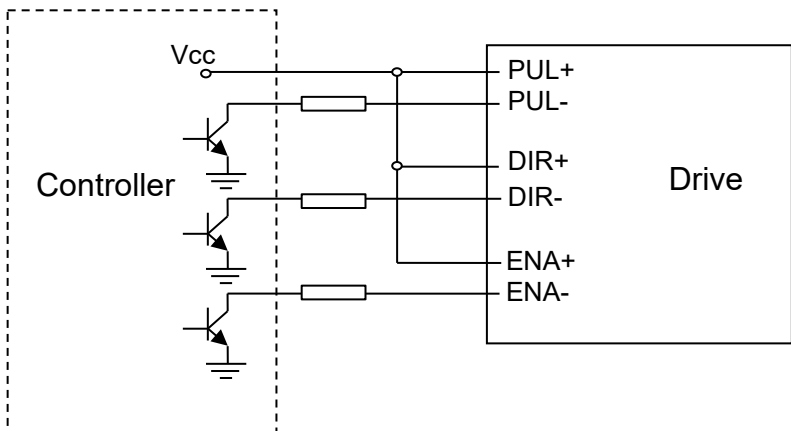 Vcc
PUL+
PUL-
DIR+
Controller
Drive
DIR-
ENA+
ENA-